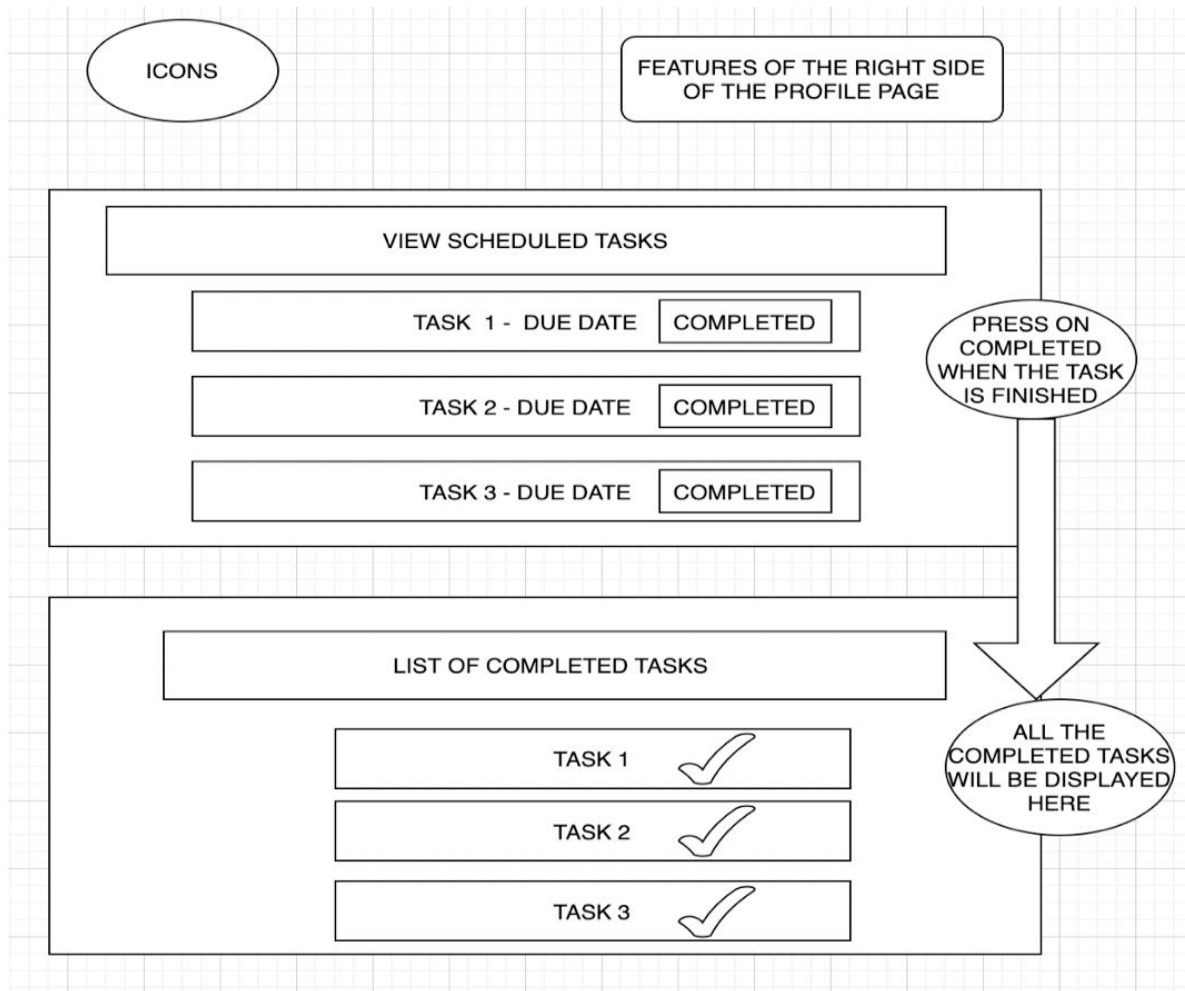 ICONS
FEATURES OF THE RIGHT SIDE
OF THE PROFILE PAGE
VIEW SCHEDULED TASKS
TASK 1 - DUE DATE COMPLETED
TASK 2 - DUE DATE COMPLETED
TASK 3 - DUE DATE COMPLETED
PRESS ON
COMPLETED
WHEN THE TASK
IS FINISHED
LIST OF COMPLETED TASKS
TASK 1
TASK 2
TASK 3
ALL THE
COMPLETED TASKS
WILL BE DISPLAYED
HERE